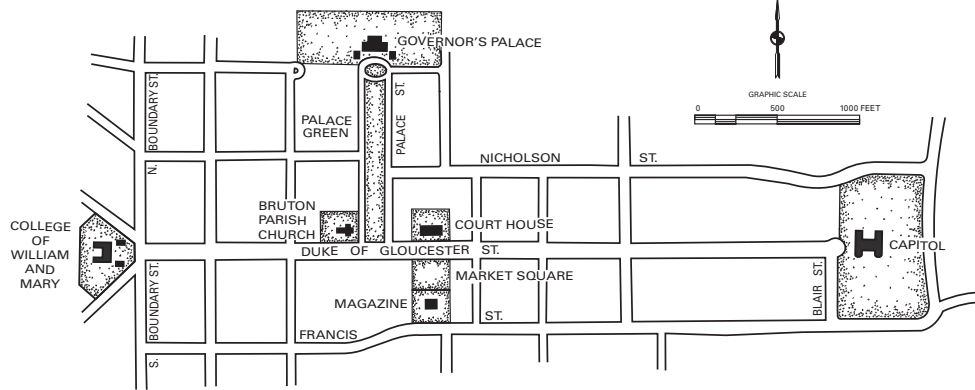 GOVERNOR'S PALACE
GRAPHIC SCALE
0 500 1000 FEET
N. BOUNDARY ST.
PALACE
GREEN
PALACE ST.
NICHOLSON ST.
BRUTON
PARISH
CHURCH
COURT HOUSE
COLLEGE
OF
WILLIAM
AND
MARY
DUKE OF GLOUCESTER ST.
CAPITOL
MARKET SQUARE
MAGAZINE
BLAIR ST.
S. BOUNDARY ST.
FRANCIS ST.